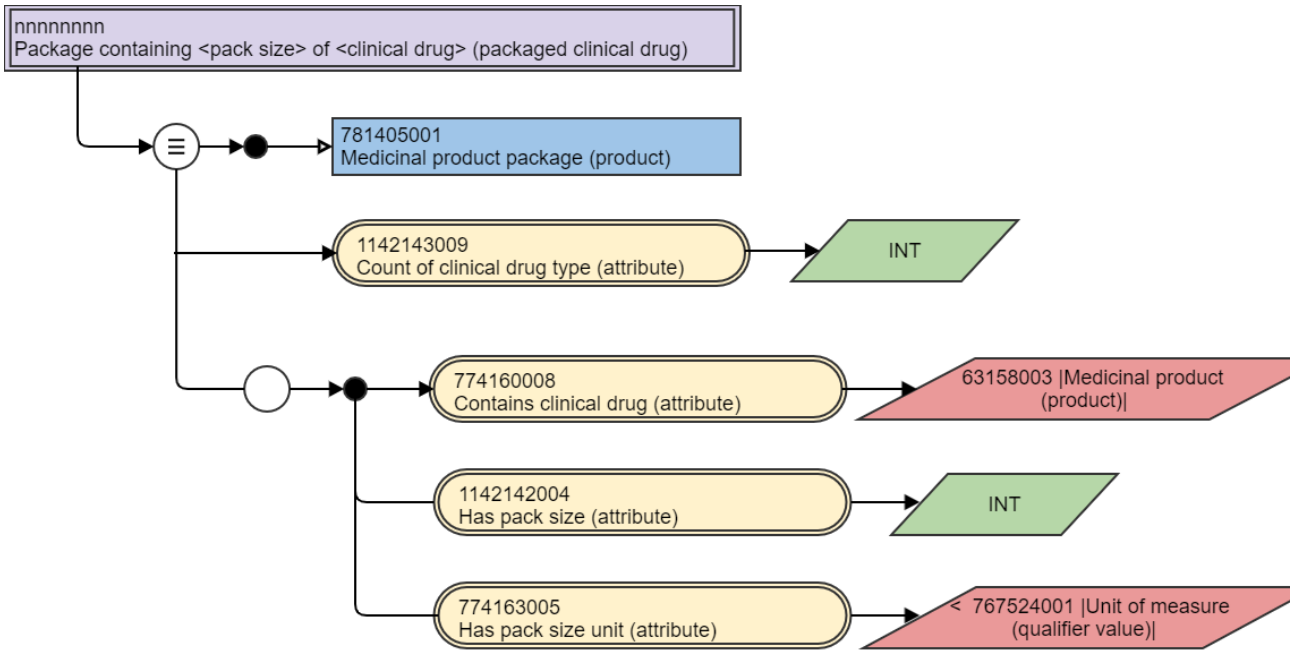 nnnnnnnn
Package containing <pack size> of <clinical drug> (packaged clinical drug)
781405001
Medicinal product package (product)
1142143009
Count of clinical drug type (attribute)
INT
774160008
Contains clinical drug (attribute)
63158003 |Medicinal product
(product)|
1142142004
Has pack size (attribute)
INT
774163005
Has pack size unit (attribute)
< 767524001 |Unit of measure
(qualifier value)|